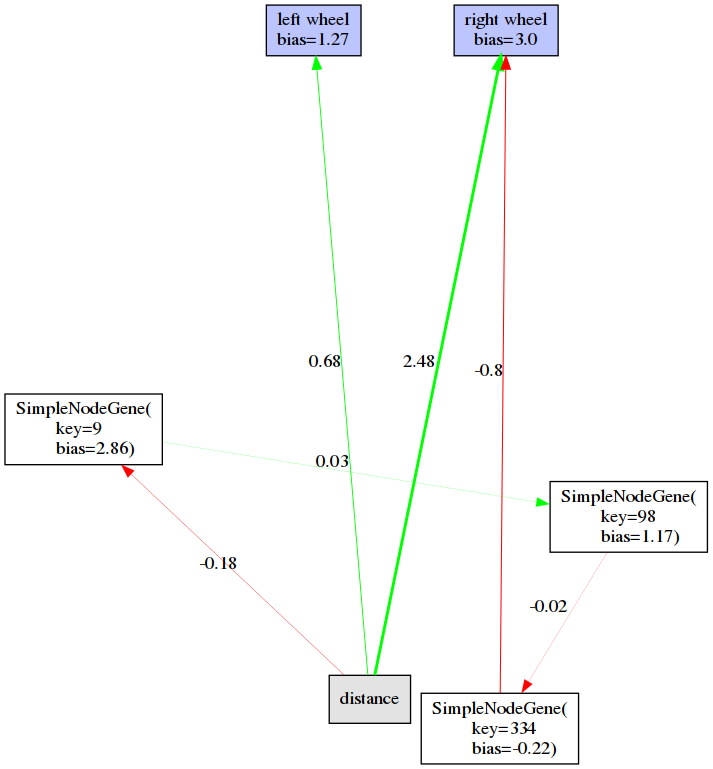 left wheel
bias=1.27
right wheel
bias=3.0
0.68
2.48
-0.8
SimpleNodeGene(
key=9
bias=2.86)
0.03
SimpleNodeGene(
key=98
bias=1.17)
-0.18
-0.02
distance
SimpleNodeGene(
key=334
bias=-0.22)